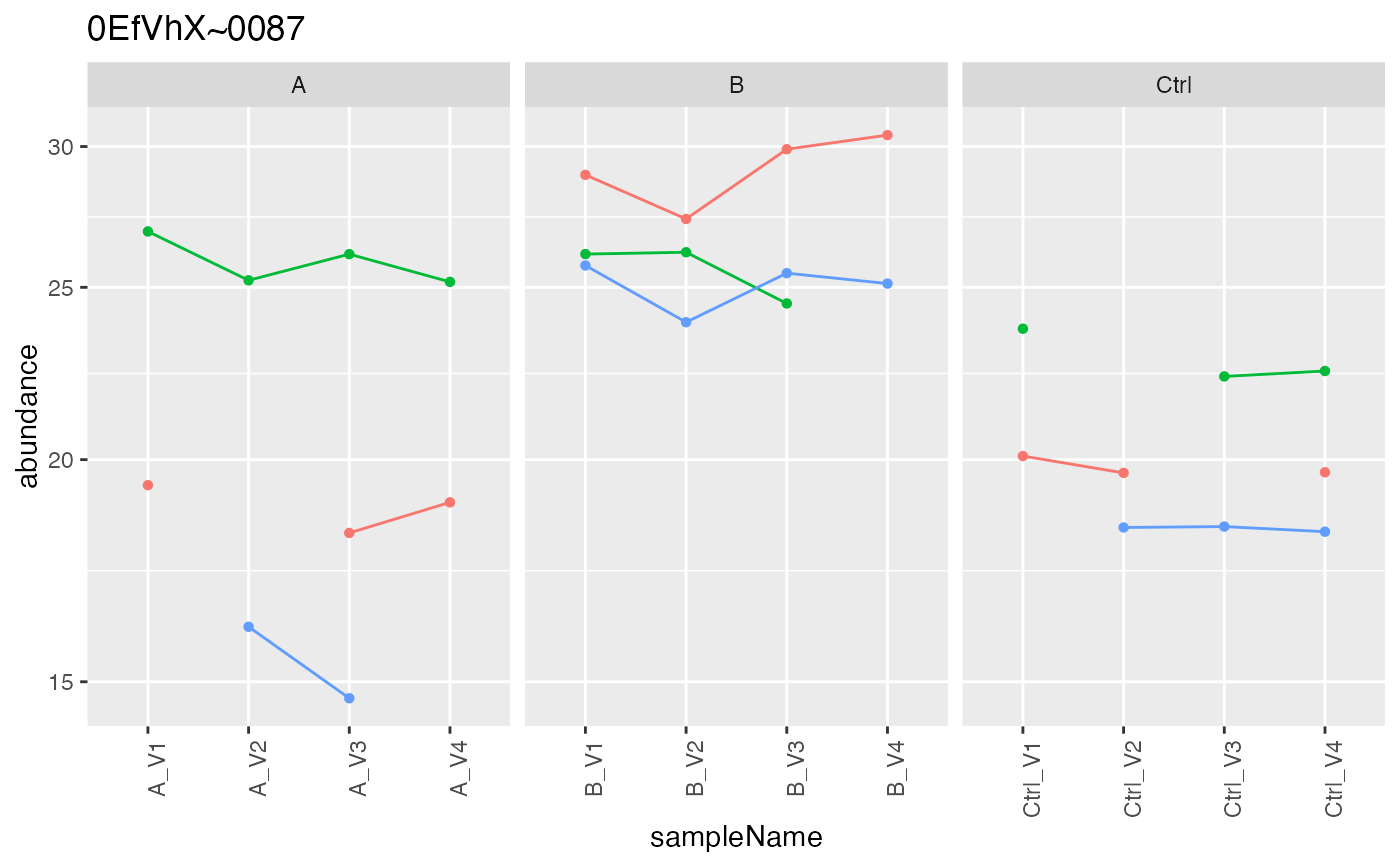 0EfVhX~0087
A
B
Ctrl
abundance
30
25
20
15
A_V1
A_V2
A_V3
A_V4
B_V1
B_V2
B_V3
B_V4
Ctrl_V1
Ctrl_V2
Ctrl_V3
Ctrl_V4
sampleName